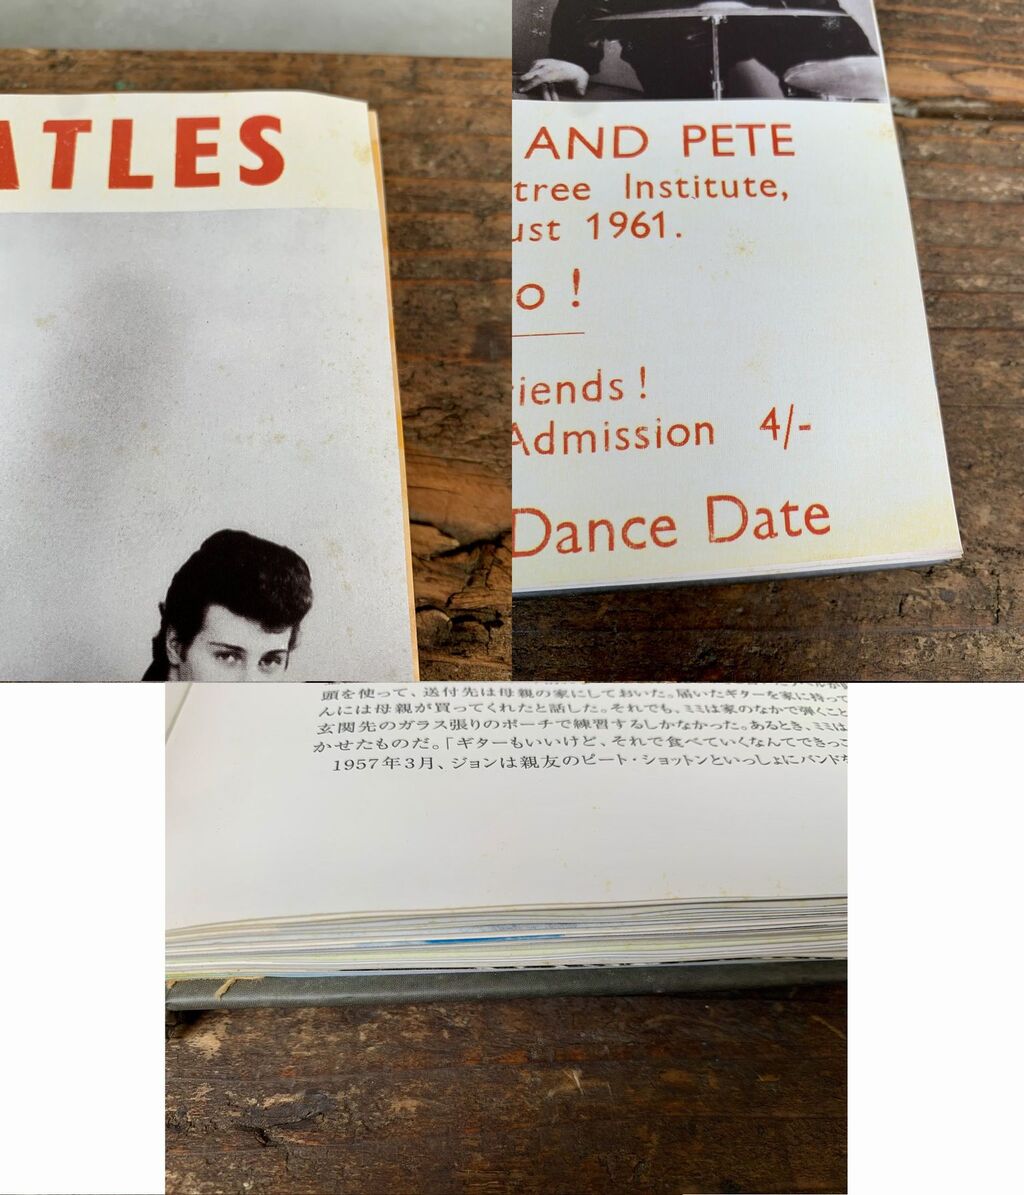 ATLES
AND PETE
tree Institute,
ust 1961.
o !
iends !
Admission 4/-
Dance Date
頭を使って、送付先は母親の家にしておいた。届いたギターを家に持って
んには母親が買ってくれたと話した。それでも、ミミは家のなかで弾くこと
玄関先のガラス張りのポーチで練習するしかなかった。あるとき、ミミは
かせたものだ。「ギターもいいけど、それで食べていくなんてできっこ
1957年3月、ジョンは親友のピート・ショットンといっしょにバンドを